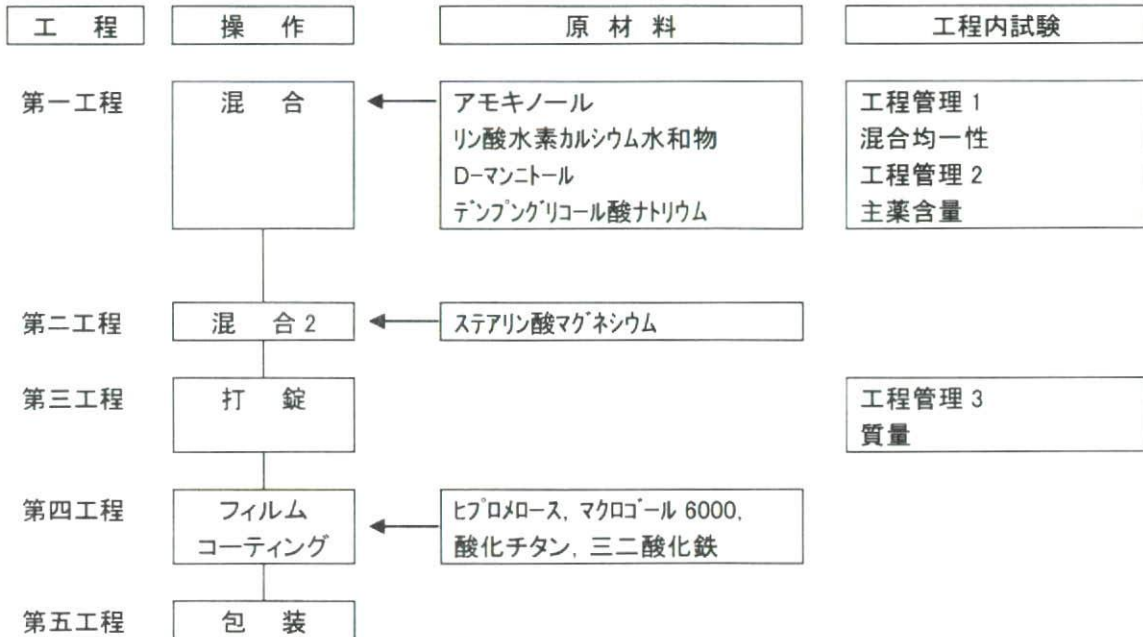 工 程 操 作 原 材 料 工程内試験
第一工程 混 合 アモキノール 工程管理 1
リン酸水素カルシウム水和物 混合均一性
D-マンニトール 工程管理 2
デンプングリコール酸ナトリウム 主薬含量
第二工程 混 合 2 ステアリン酸マグネシウム
第三工程 打 錠 工程管理 3
質量
第四工程 フィルム ヒプロメロース, マクロゴール 6000,
コーティング 酸化チタン, 三二酸化鉄
第五工程 包 装